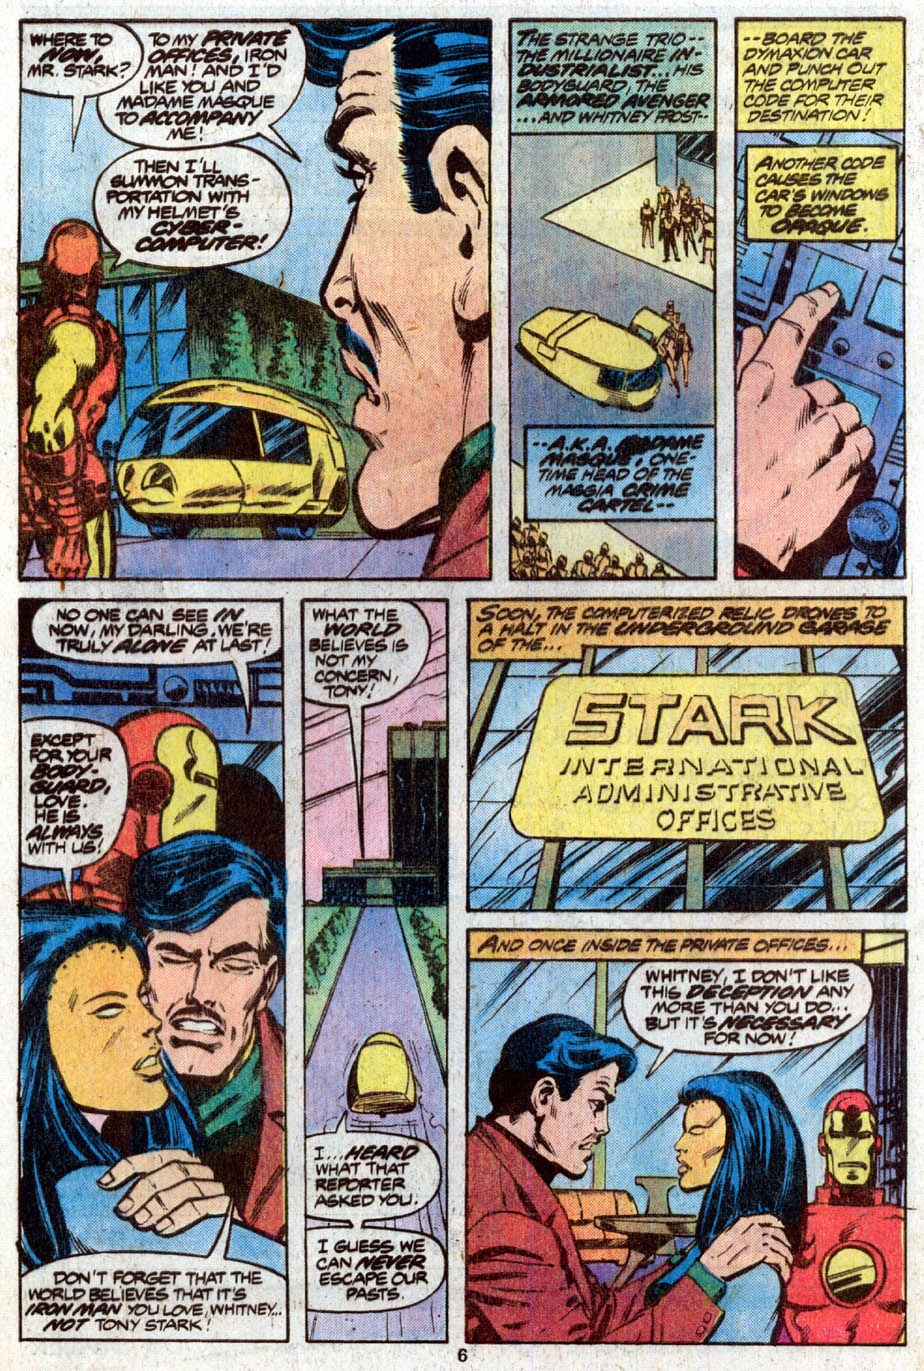 WHERE TO
NOW,
MR. STARK?
TO MY PRIVATE
OFFICES, IRON
MAN! AND I'D
LIKE YOU AND
MADAME MASQUE
TO ACCOMPANY
ME!
THEN I'LL
SUMMON TRANS-
PORTATION WITH
MY HELMET'S
CYBER-
COMPUTER!
THE STRANGE TRIO--
THE MILLIONAIRE IN-
DUSTRIALIST...HIS
BODYGUARD, THE
ARMORED AVENGER
...AND WHITNEY FROST--
--A.K.A. MADAME
MASQUE, ONE-
TIME HEAD OF THE
MAGGIA CRIME
CARTEL--
--BOARD THE
DYMAXION CAR
AND PUNCH OUT
THE COMPUTER
CODE FOR THEIR
DESTINATION!
ANOTHER CODE
CAUSES THE
CAR'S WINDOWS
TO BECOME
OPAQUE.
NO ONE CAN SEE IN
NOW, MY DARLING, WE'RE
TRULY ALONE AT LAST!
EXCEPT
FOR YOUR
BODY-
GUARD,
LOVE.
HE IS
ALWAYS
WITH US!
DON'T FORGET THAT THE
WORLD BELIEVES THAT IT'S
IRON MAN YOU LOVE, WHITNEY...
NOT TONY STARK!
WHAT THE
WORLD
BELIEVES IS
NOT MY
CONCERN,
TONY!
I...HEARD
WHAT THAT
REPORTER
ASKED YOU.
I GUESS WE
CAN NEVER
ESCAPE OUR
PASTS.
SOON, THE COMPUTERIZED RELIC DRONES TO
A HALT IN THE UNDERGROUND GARAGE
OF THE...
STARK
INTERNATIONAL
ADMINISTRATIVE
OFFICES
AND ONCE INSIDE THE PRIVATE OFFICES...
WHITNEY, I DON'T LIKE
THIS DECEPTION ANY
MORE THAN YOU DO...
BUT IT'S NECESSARY
FOR NOW!
6